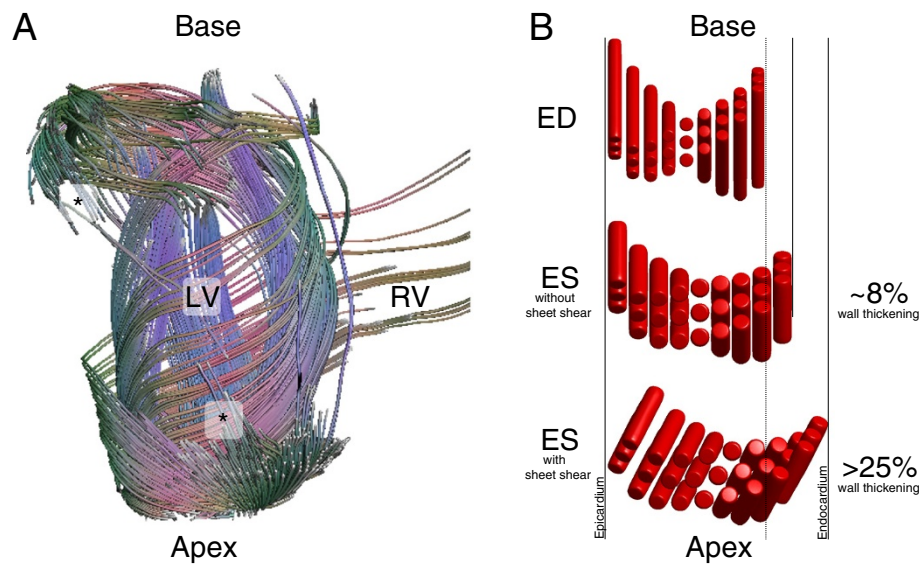 A
Base
*
LV
RV
*
Apex
B
Base
ED
ES
without
sheet shear
~8%
wall thickening
ES
with
sheet shear
>25%
wall thickening
Epicardium
Endocardium
Apex